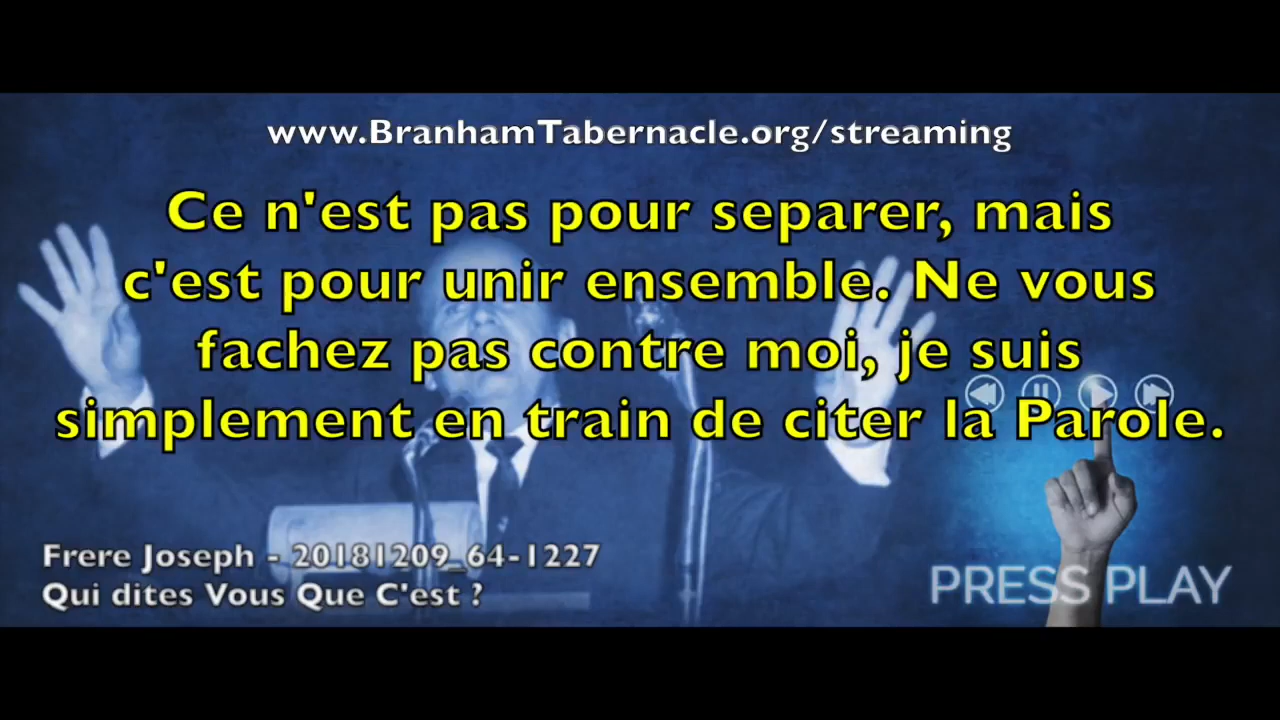 www.BranhamTabernacle.org/streaming
Ce n'est pas pour separer, mais
c'est pour unir ensemble. Ne vous
fachez pas contre moi, je suis
simplement en train de citer la Parole.
Frere Joseph - 20181209_64-1227
Qui dites Vous Que C'est ?
PRESS PLAY